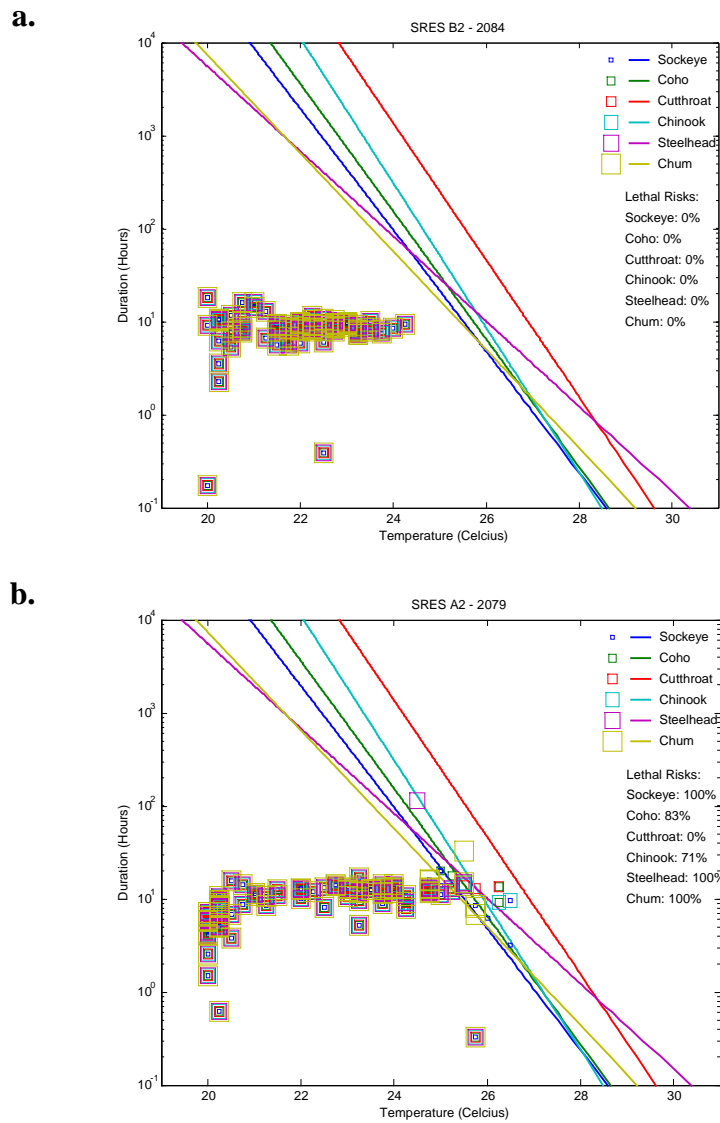 a.
SRES B2 - 2084
10^4
10^3
10^2
10^1
10^0
10^-1
Duration (Hours)
20 22 24 26 28 30
Temperature (Celcius)
Sockeye
Coho
Cutthroat
Chinook
Steelhead
Chum
Lethal Risks:
Sockeye: 0%
Coho: 0%
Cutthroat: 0%
Chinook: 0%
Steelhead: 0%
Chum: 0%
b.
SRES A2 - 2079
10^4
10^3
10^2
10^1
10^0
10^-1
Duration (Hours)
20 22 24 26 28 30
Temperature (Celcius)
Sockeye
Coho
Cutthroat
Chinook
Steelhead
Chum
Lethal Risks:
Sockeye: 100%
Coho: 83%
Cutthroat: 0%
Chinook: 71%
Steelhead: 100%
Chum: 100%